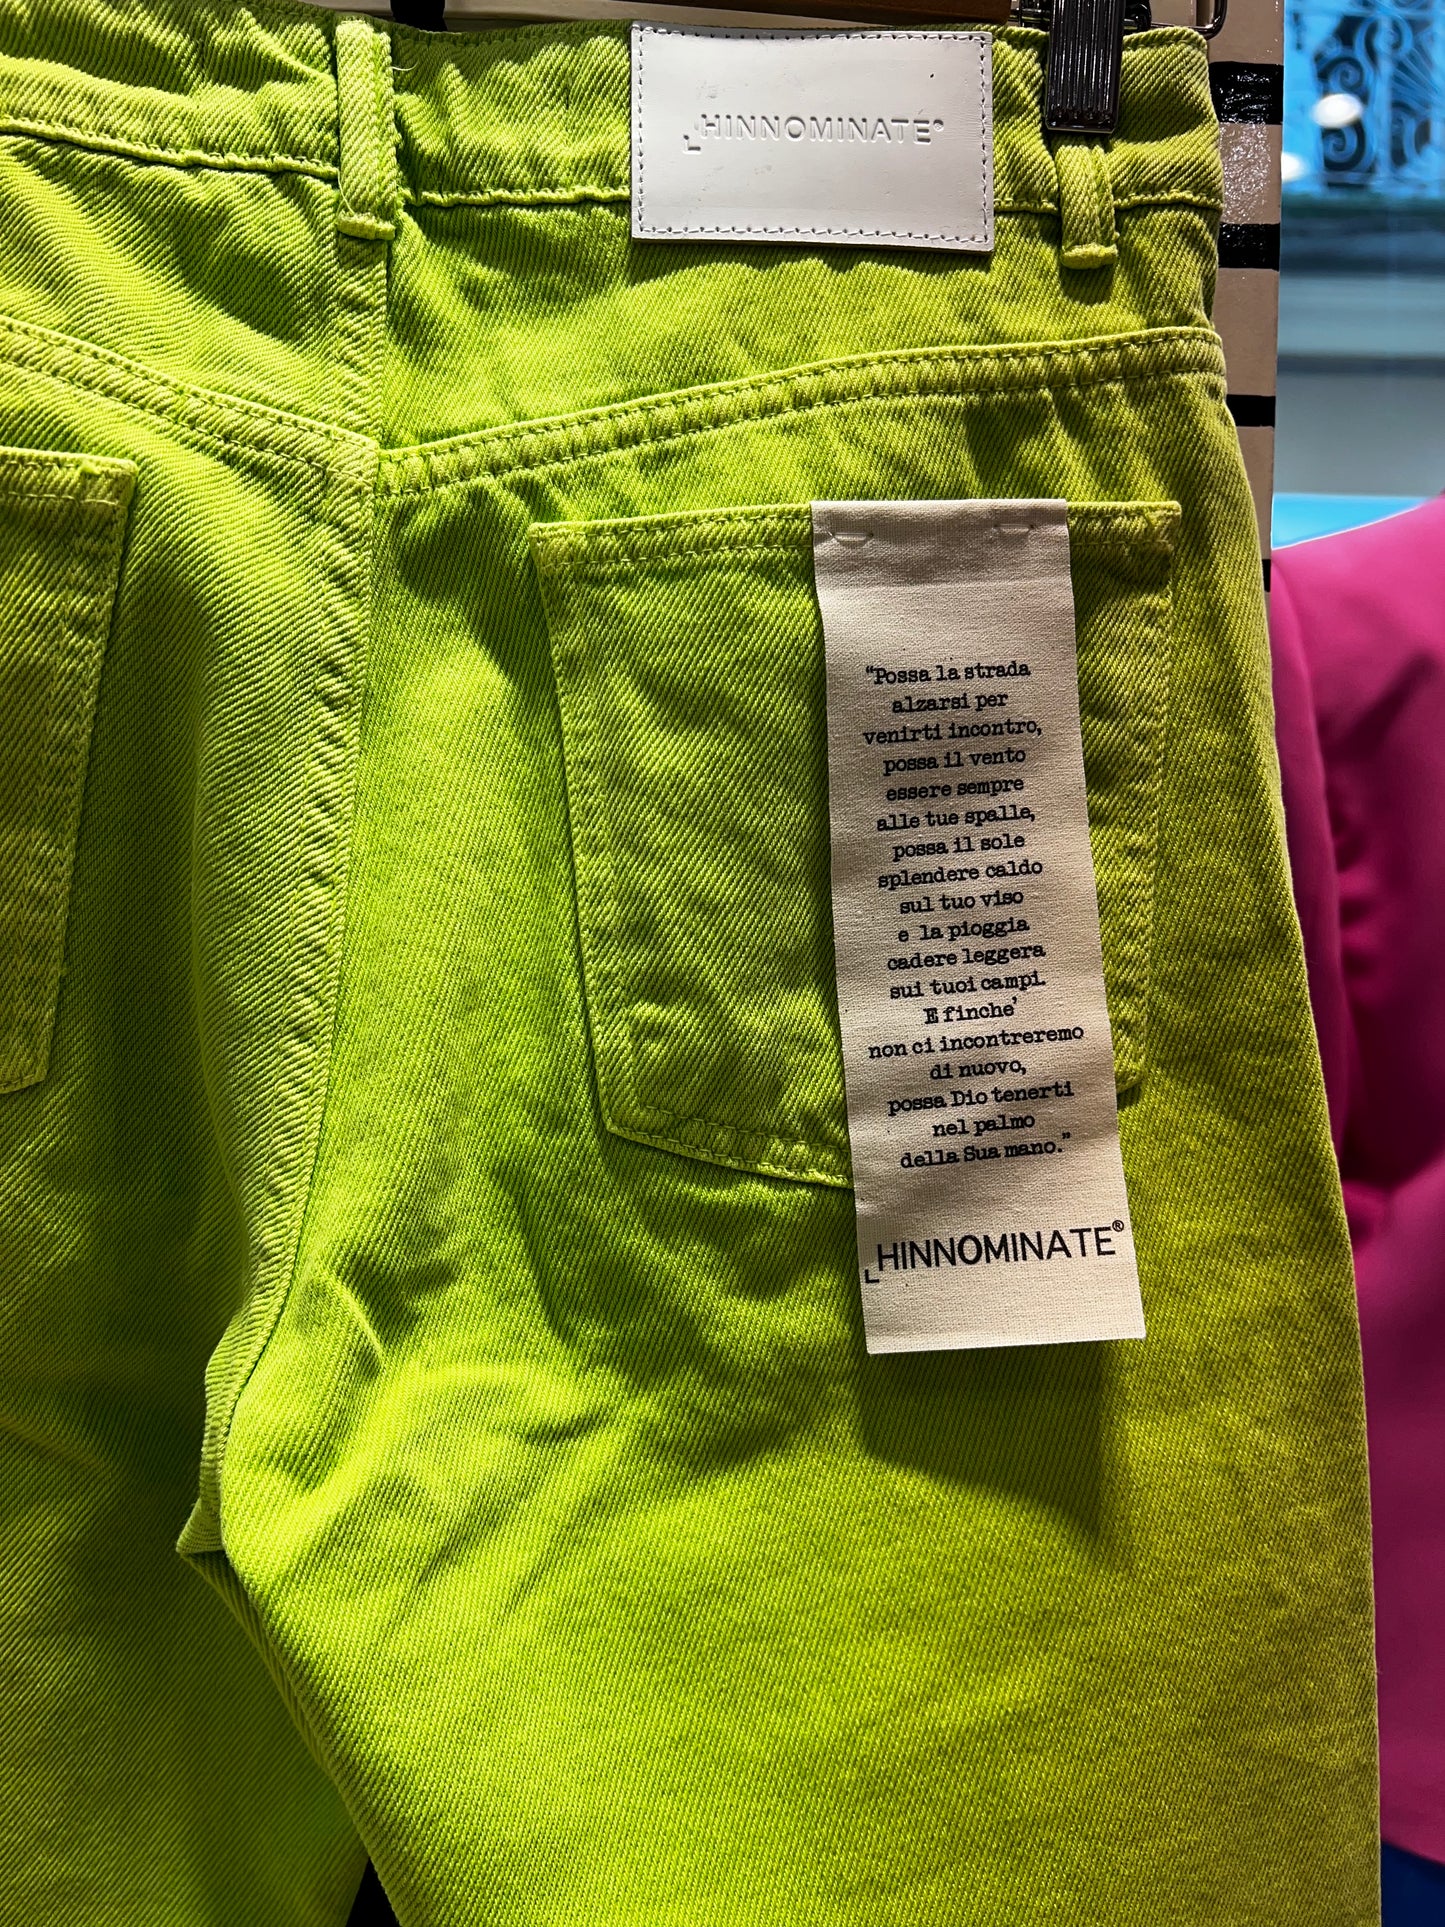 HINNOMINATE®
“Possa la strada
alzarsi per
venirti incontro,
possa il vento
essere sempre
alle tue spalle,
possa il sole
splendere caldo
sul tuo viso
e la pioggia
cadere leggera
sui tuoi campi.
E finche’
non ci incontreremo
di nuovo,
possa Dio tenerti
nel palmo
della Sua mano.”
HINNOMINATE®